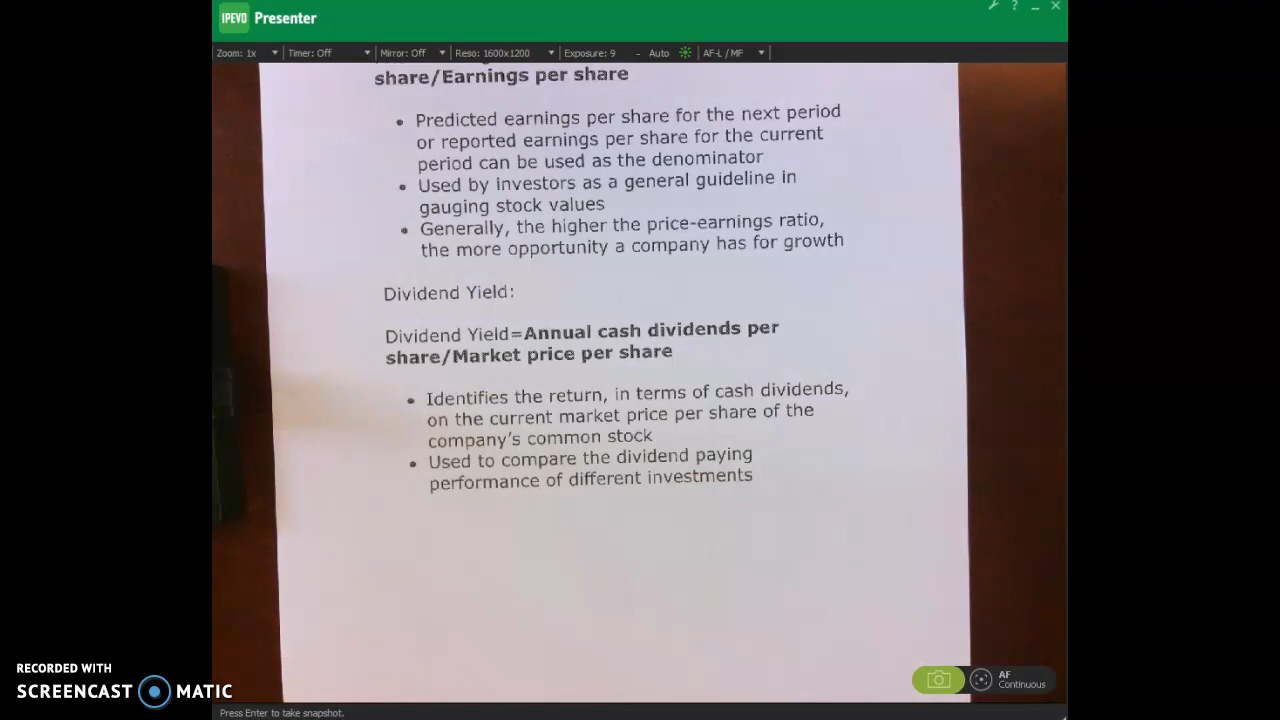 IPEVO Presenter
Zoom: 1x Timer: Off Mirror: Off Reso: 1600x1200 Exposure: 9 - Auto AF-L / MF
share/Earnings per share
• Predicted earnings per share for the next period
or reported earnings per share for the current
period can be used as the denominator
• Used by investors as a general guideline in
gauging stock values
• Generally, the higher the price-earnings ratio,
the more opportunity a company has for growth
Dividend Yield:
Dividend Yield=Annual cash dividends per
share/Market price per share
• Identifies the return, in terms of cash dividends,
on the current market price per share of the
company's common stock
• Used to compare the dividend paying
performance of different investments
AF
Continuous
RECORDED WITH
SCREENCAST MATIC
Press Enter to take snapshot.